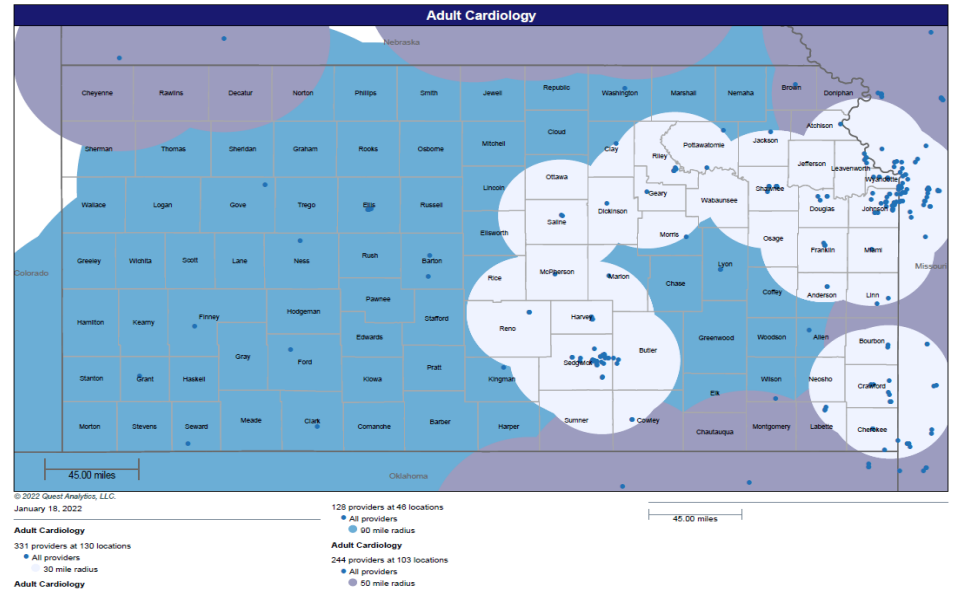 Adult Cardiology
Nebraska
Cheyenne Rawlins Decatur Norton Phillips Smith Jewell Republic Washington Marshall Nemaha Brown Doniphan
Atchison
Sherman Thomas Sheridan Graham Rooks Osborne Mitchell Cloud Clay Riley Pottawatomie Jackson
Jefferson Leavenworth
Wyandotte
Ottawa
Lincoln Geary Wabaunsee Shawnee
Wallace Logan Gove Trego Ellis Russell Saline Dickinson Douglas Johnson
Ellsworth Morris Osage
Franklin Miami
Greeley Wichita Scott Lane Ness Rush Barton
Colorado
Missouri
Rice McPherson Marion Chase Lyon Coffey Anderson Linn
Pawnee
Hamilton Kearny Finney Hodgeman Stafford Reno Harvey
Edwards Greenwood Woodson Allen Bourbon
Gray Ford Sedgwick Butler
Stanton Grant Haskell Kiowa Pratt Kingman Elk Wilson Neosho Crawford
Morton Stevens Seward Meade Clark Comanche Barber Harper Sumner Cowley Chautauqua Montgomery Labette Cherokee
45.00 miles
Oklahoma
© 2022 Quest Analytics, LLC.
January 18, 2022
Adult Cardiology
331 providers at 130 locations
All providers
30 mile radius
Adult Cardiology
128 providers at 46 locations
All providers
90 mile radius
Adult Cardiology
244 providers at 103 locations
All providers
50 mile radius
45.00 miles